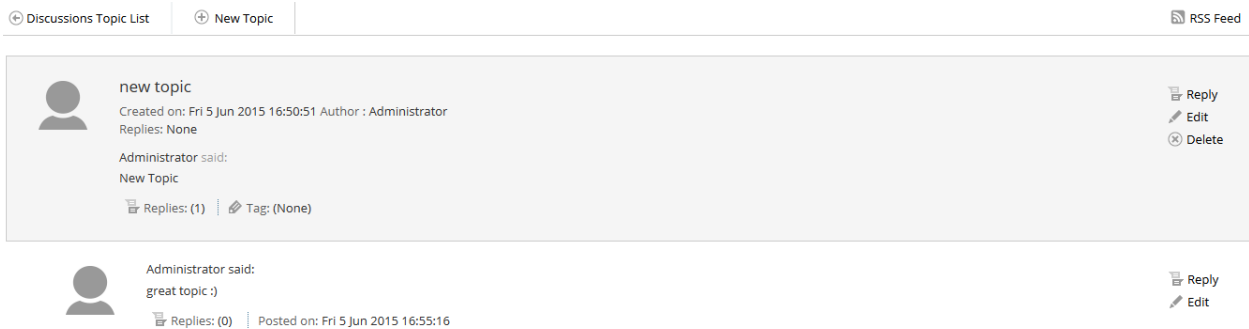 Discussions Topic List New Topic RSS Feed
new topic
Created on: Fri 5 Jun 2015 16:50:51 Author : Administrator
Replies: None
Administrator said:
New Topic
Replies: (1) Tag: (None)
Reply
Edit
Delete
Administrator said:
great topic :)
Replies: (0) Posted on: Fri 5 Jun 2015 16:55:16
Reply
Edit